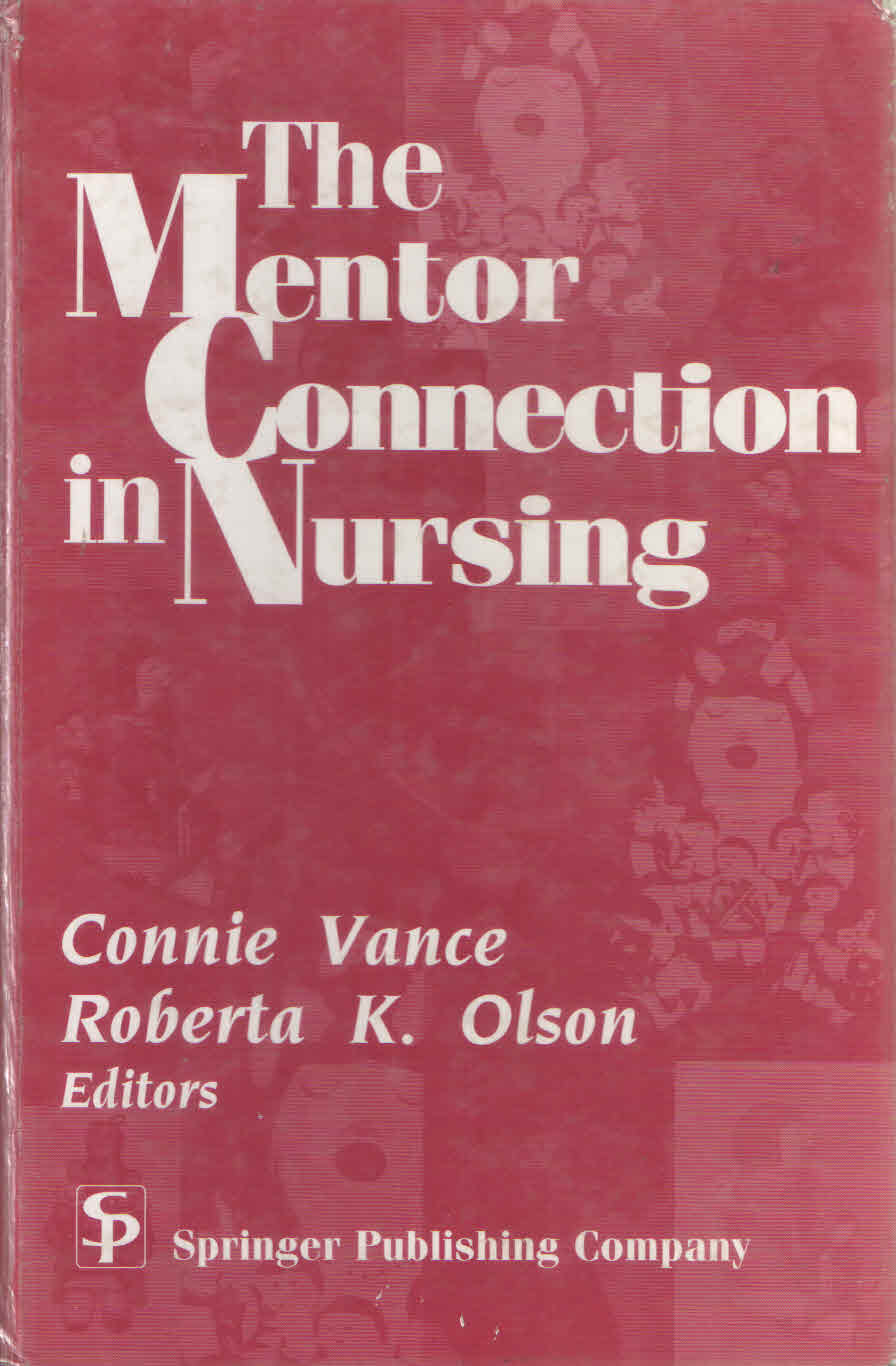 The
Mentor
Connection
in Nursing
Connie Vance
Roberta K. Olson
Editors
SP Springer Publishing Company